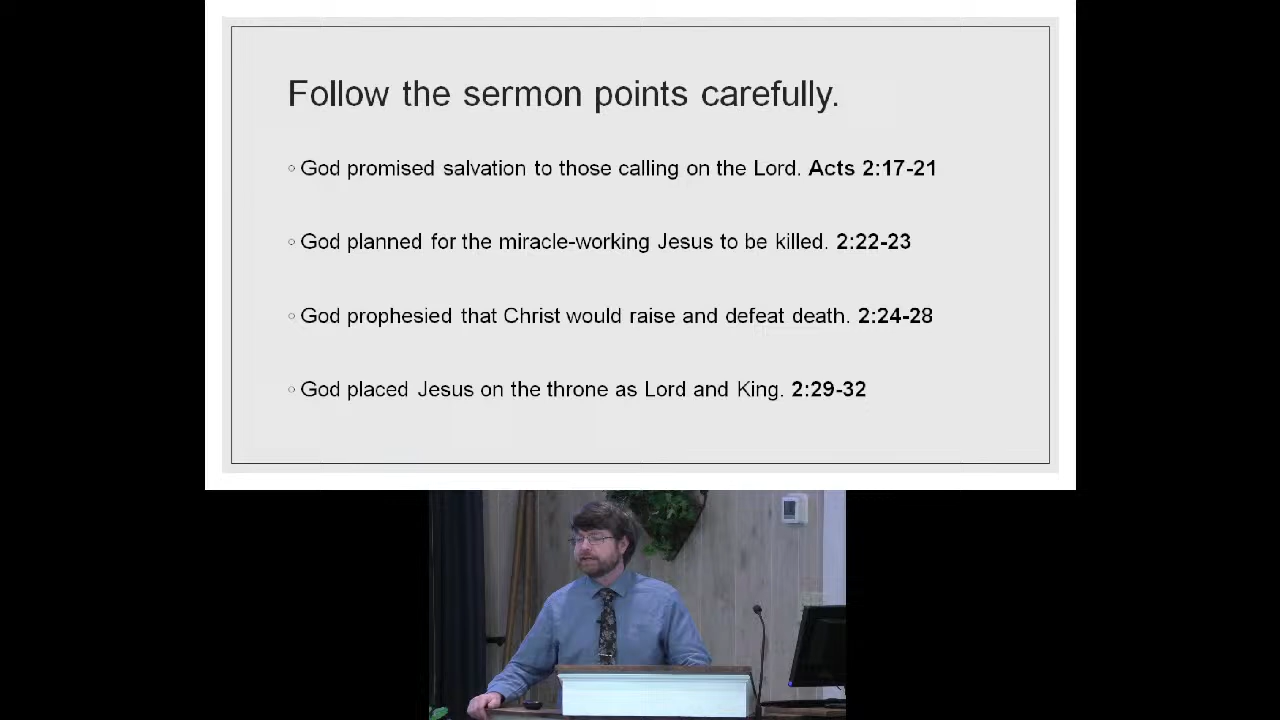 Follow the sermon points carefully.
God promised salvation to those calling on the Lord. Acts 2:17-21
God planned for the miracle-working Jesus to be killed. 2:22-23
God prophesied that Christ would raise and defeat death. 2:24-28
God placed Jesus on the throne as Lord and King. 2:29-32